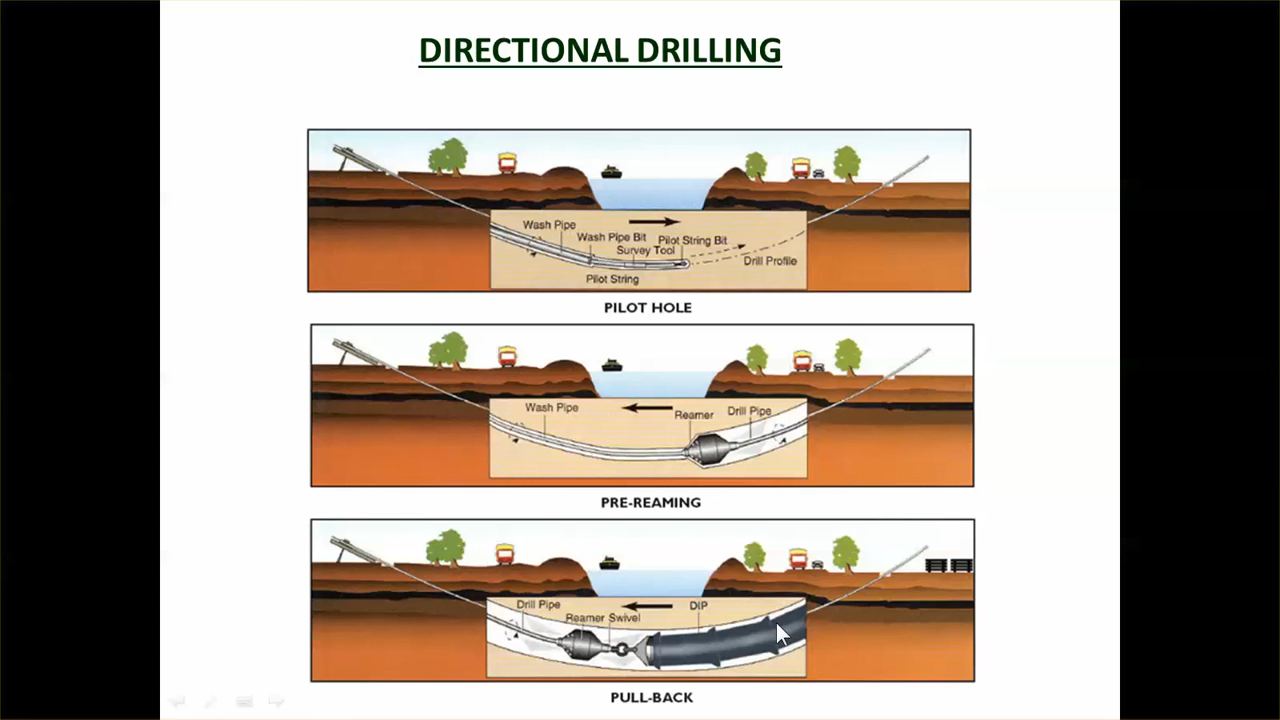 DIRECTIONAL DRILLING
Wash Pipe
Wash Pipe Bit
Pilot String Bit
Survey Tool
Drill Profile
Pilot String
PILOT HOLE
Wash Pipe
Reamer
Drill Pipe
PRE-REAMING
Drill Pipe
DIP
Reamer Swivel
PULL-BACK